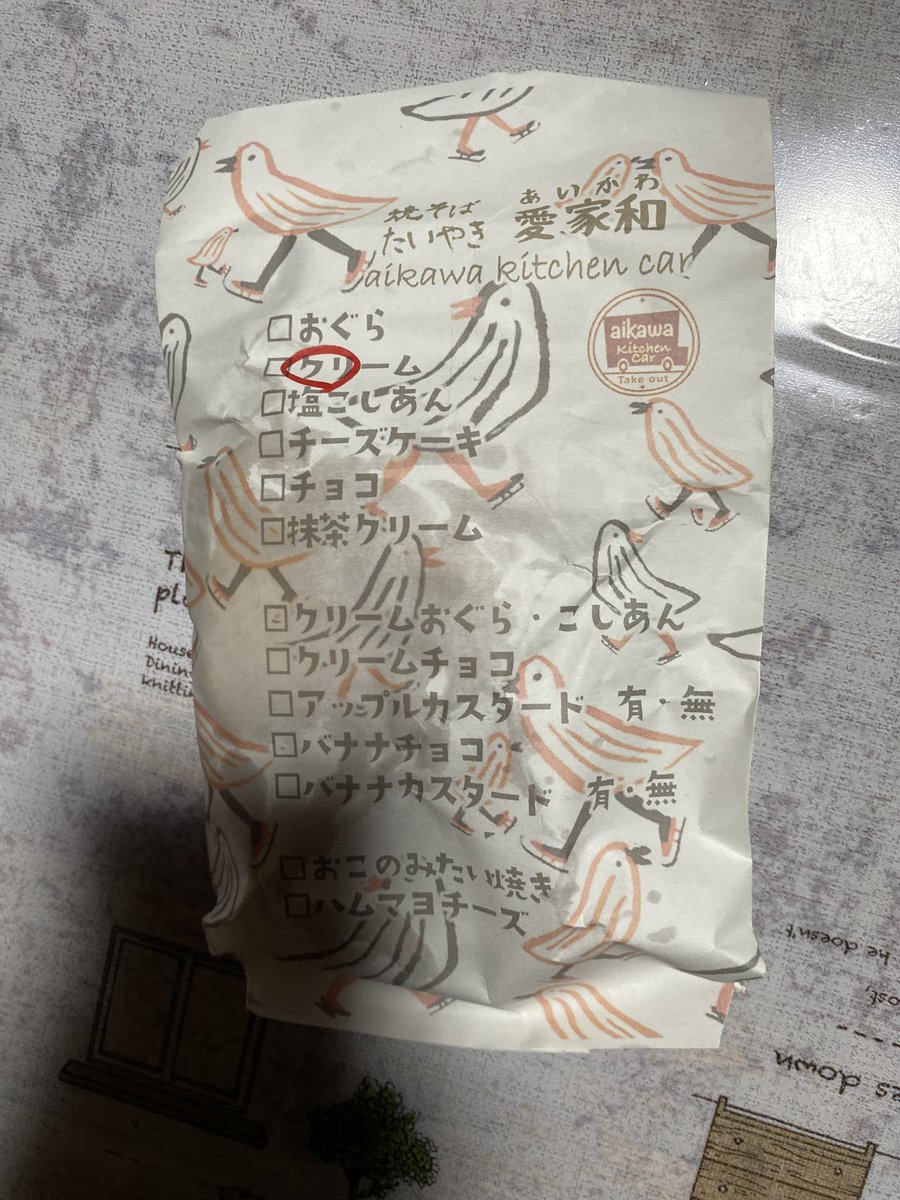 焼そば
たいやき
あいかわ
愛家和
aikawa kitchen car
□おぐら
□クリーム
□塩こしあん
□チーズケーキ
□チョコ
□抹茶クリーム
aikawa
Kitchen
Car
Take out
□クリームおぐら・こしあん
□クリームチョコ
□アップルカスタード 有・無
□バナナチョコ
□バナナカスタード 有・無
□おこのみたい焼き
□ハムマヨチーズ
House
knitti
he doesn't
down